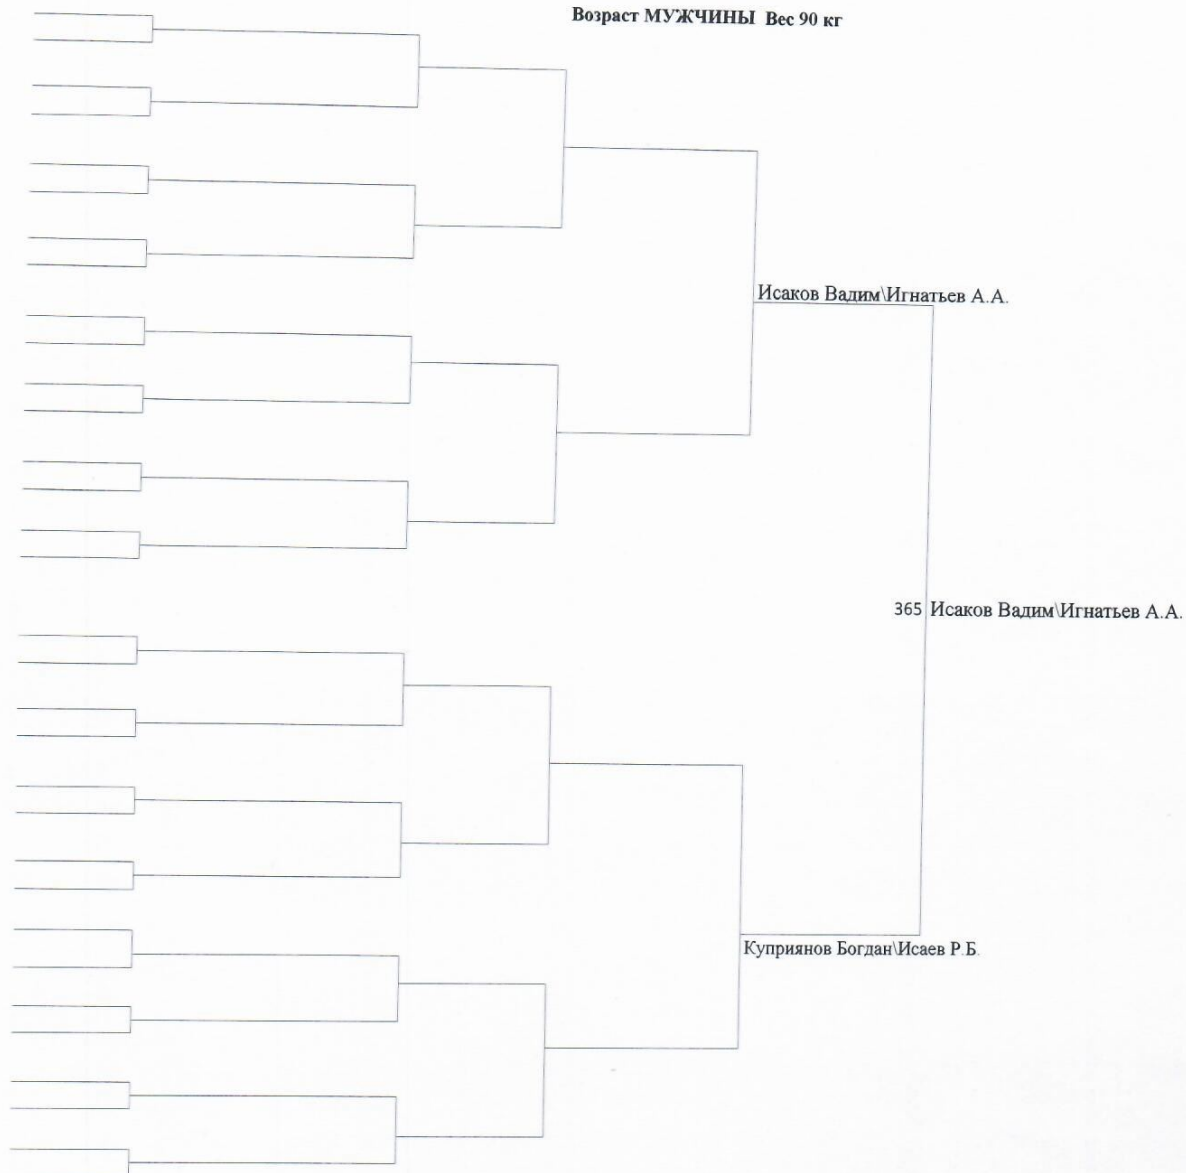 Возраст МУЖЧИНЫ Вес 90 кг
Исаков Вадим\Игнатьев А.А.
365 Исаков Вадим\Игнатьев А.А.
Куприянов Богдан\Исаев Р.Б.